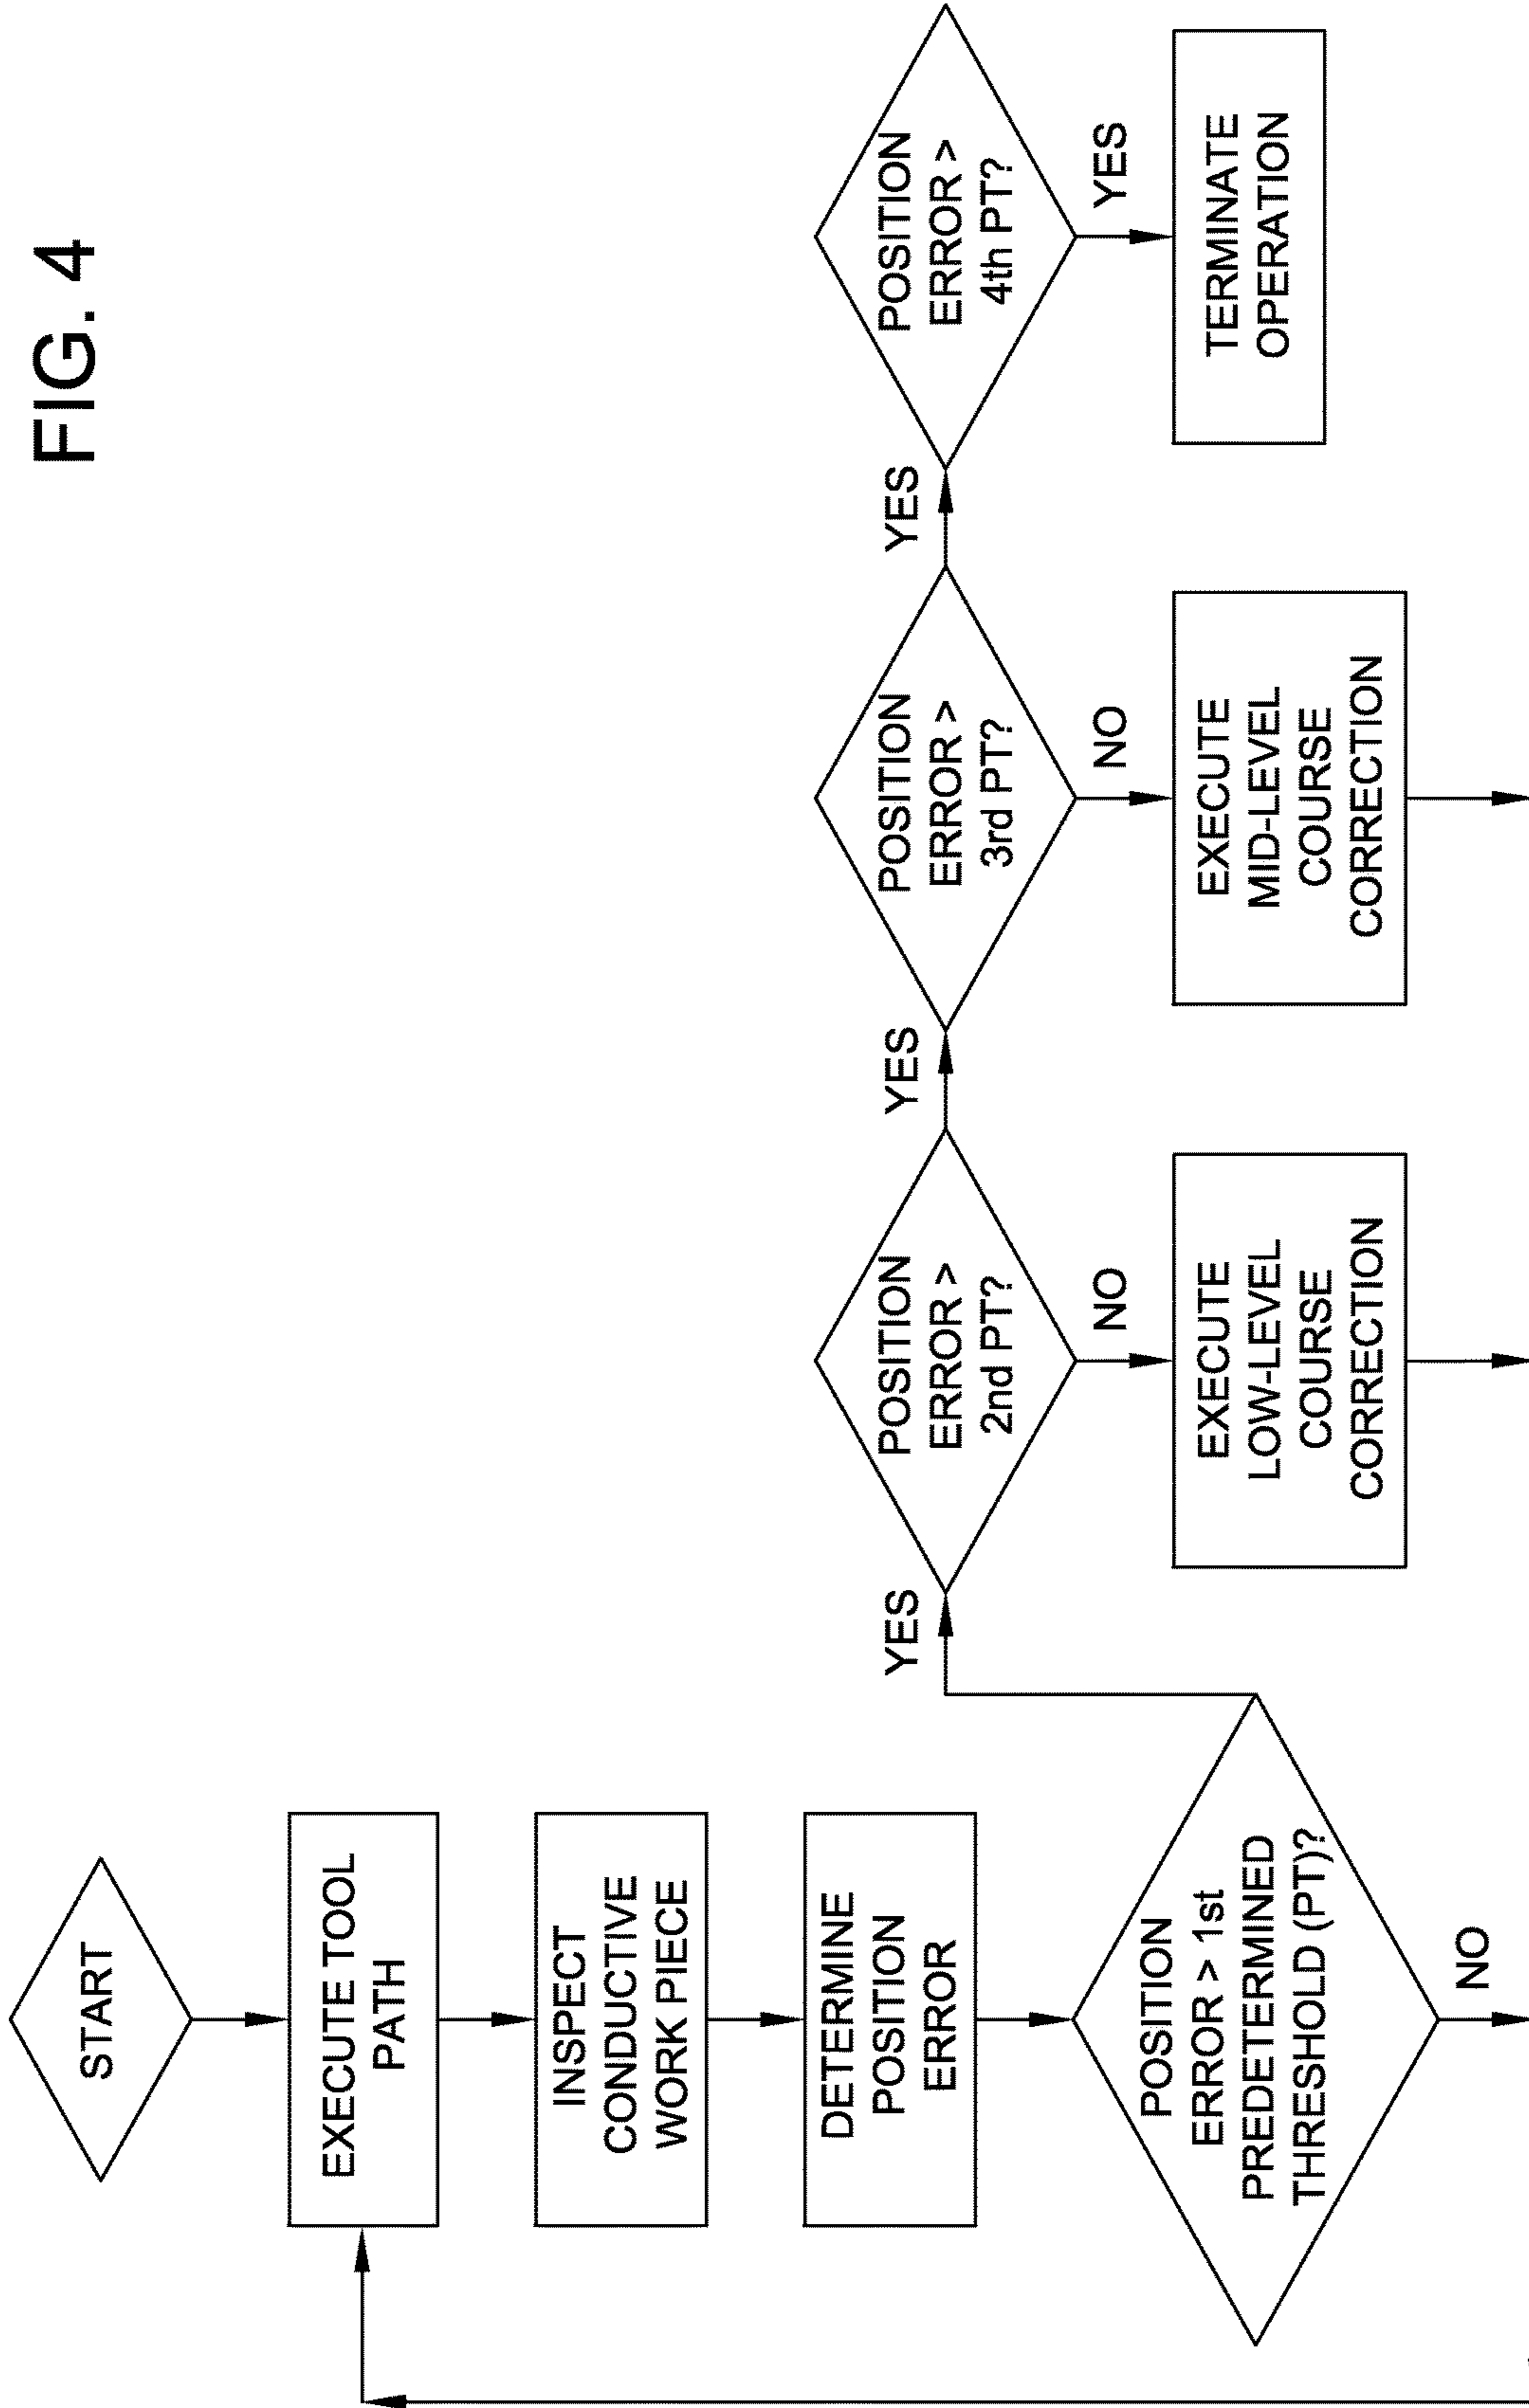 FIG. 4
START
EXECUTE TOOL
PATH
INSPECT
CONDUCTIVE
WORK PIECE
DETERMINE
POSITION
ERROR
POSITION
ERROR > 1st
PREDETERMINED
THRESHOLD (PT)?
NO
YES
POSITION
ERROR >
2nd PT?
NO
EXECUTE
LOW-LEVEL
COURSE
CORRECTION
YES
POSITION
ERROR >
3rd PT?
NO
EXECUTE
MID-LEVEL
COURSE
CORRECTION
YES
POSITION
ERROR >
4th PT?
YES
TERMINATE
OPERATION